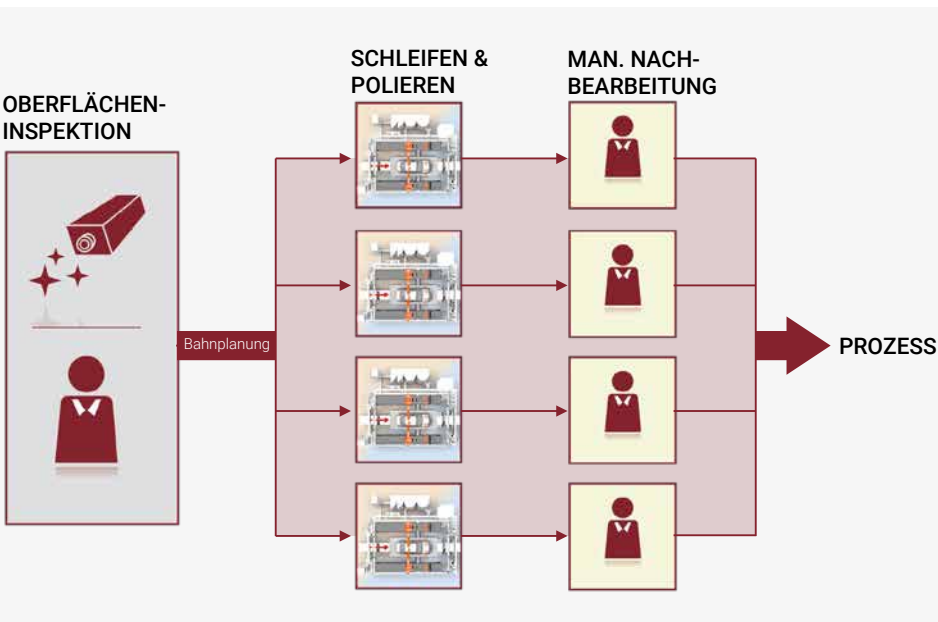 OBERFLÄCHEN-
INSPEKTION
SCHLEIFEN &
POLIEREN
MAN. NACH-
BEARBEITUNG
Bahnplanung
PROZESS